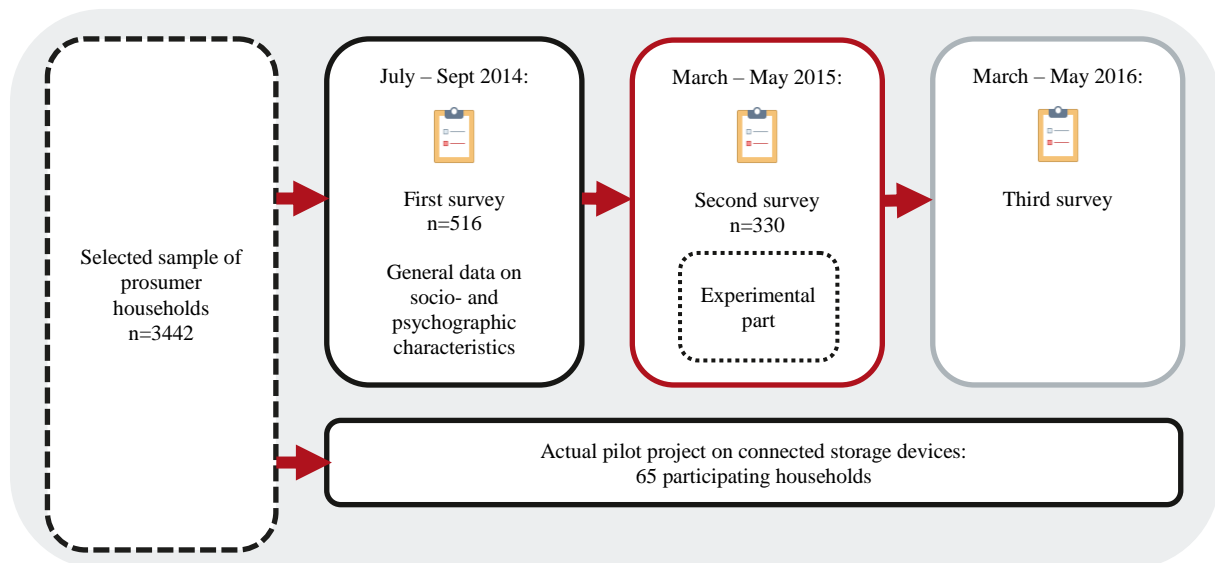 Selected sample of
prosumer
households
n=3442
July – Sept 2014:
First survey
n=516
General data on
socio- and
psychographic
characteristics
March – May 2015:
Second survey
n=330
Experimental
part
March – May 2016:
Third survey
Actual pilot project on connected storage devices:
65 participating households